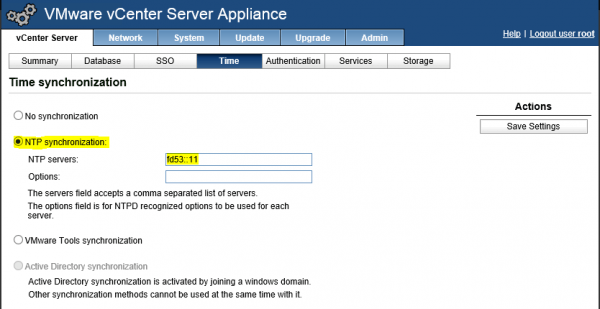 VMware vCenter Server Appliance
vCenter Server Network System Update Upgrade Admin
Help | Logout user root
Summary Database SSO Time Authentication Services Storage
Time synchronization
Actions
No synchronization
Save Settings
NTP synchronization:
NTP servers: fd53::11
Options:
The servers field accepts a comma separated list of servers.
The options field is for NTPD recognized options to be used for each
server.
VMware Tools synchronization
Active Directory synchronization
Active Directory synchronization is activated by joining a windows domain.
Other synchronization methods cannot be used at the same time with it.